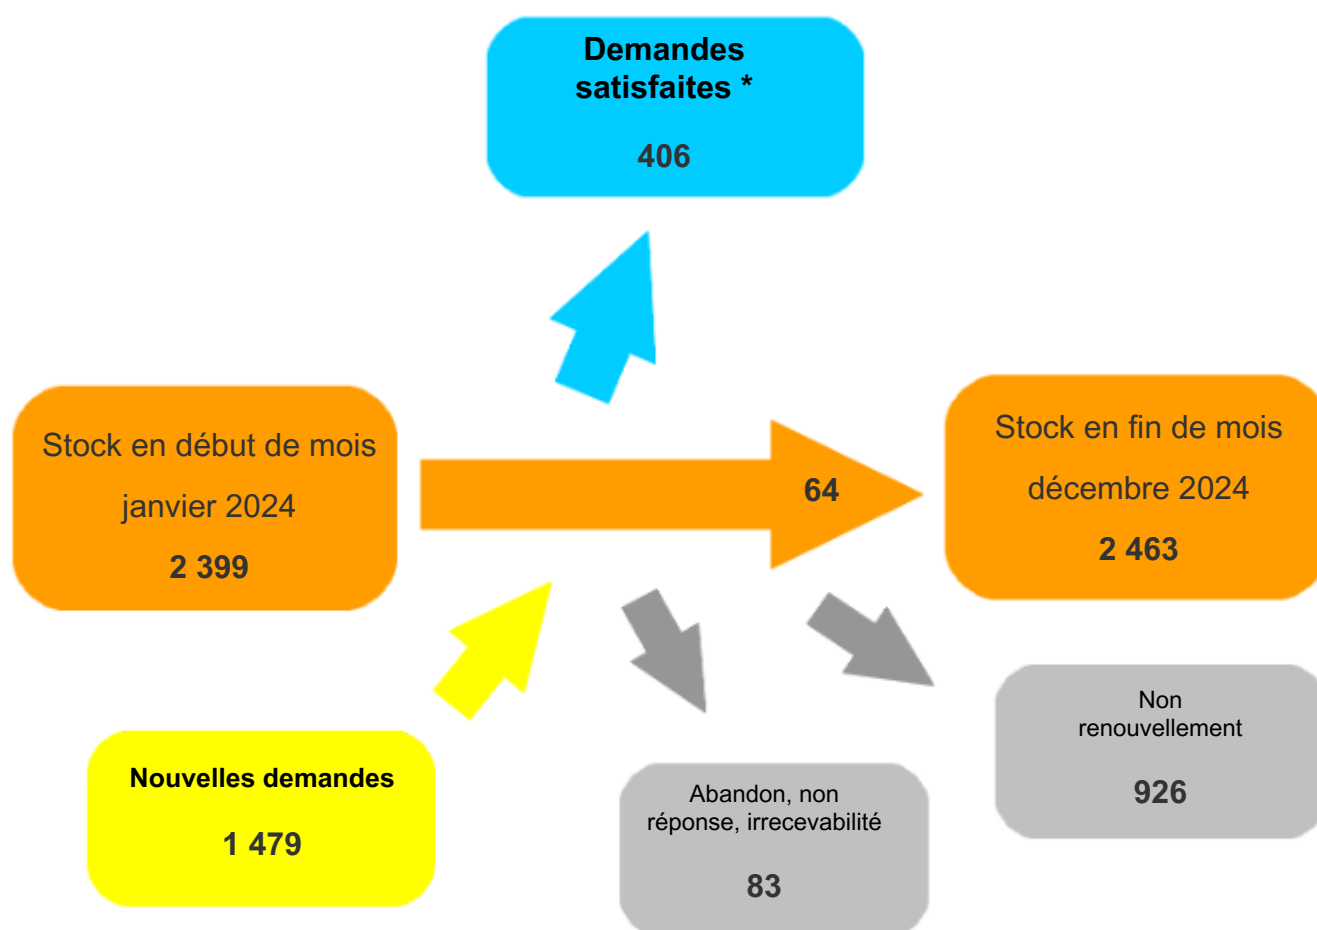 Demandes
satisfaites *
406
Stock en début de mois
janvier 2024
2 399
64
Stock en fin de mois
décembre 2024
2 463
Nouvelles demandes
1 479
Abandon, non
réponse, irrecevabilité
83
Non
renouvellement
926